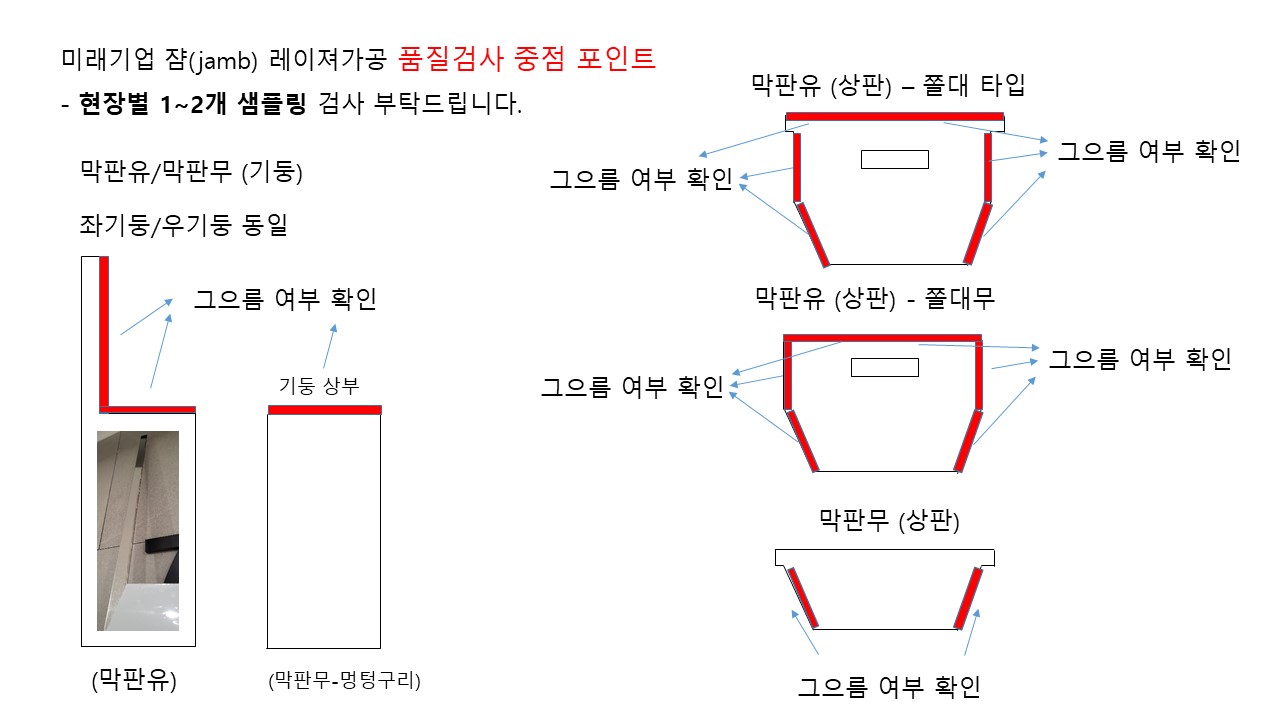 미래기업 쟘(jamb) 레이져가공 품질검사 중점 포인트
- 현장별 1~2개 샘플링 검사 부탁드립니다.
막판유/막판무 (기둥)
좌기둥/우기둥 동일
그으름 여부 확인
기둥 상부
(막판유)
(막판무-멍텅구리)
막판유 (상판) – 쫄대 타입
그으름 여부 확인
그으름 여부 확인
막판유 (상판) - 쫄대무
그으름 여부 확인
그으름 여부 확인
막판무 (상판)
그으름 여부 확인